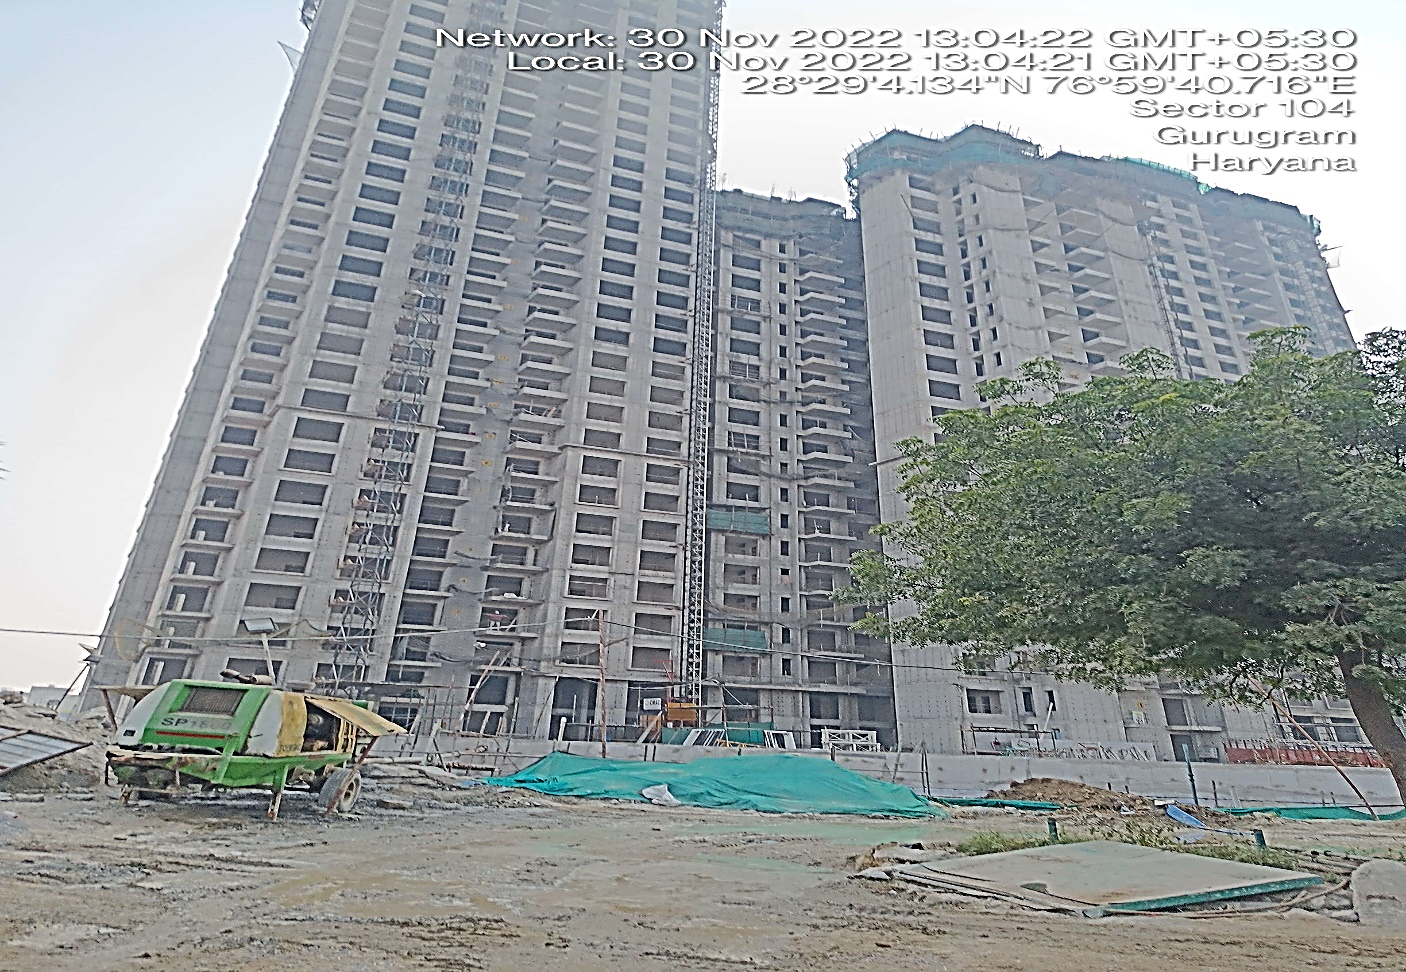 Network: 30 Nov 2022 13:04:22 GMT+05:30
Local: 30 Nov 2022 13:04:21 GMT+05:30
28°29'4.134"N 76°59'40.716"E
Sector 104
Gurugram
Haryana
SP